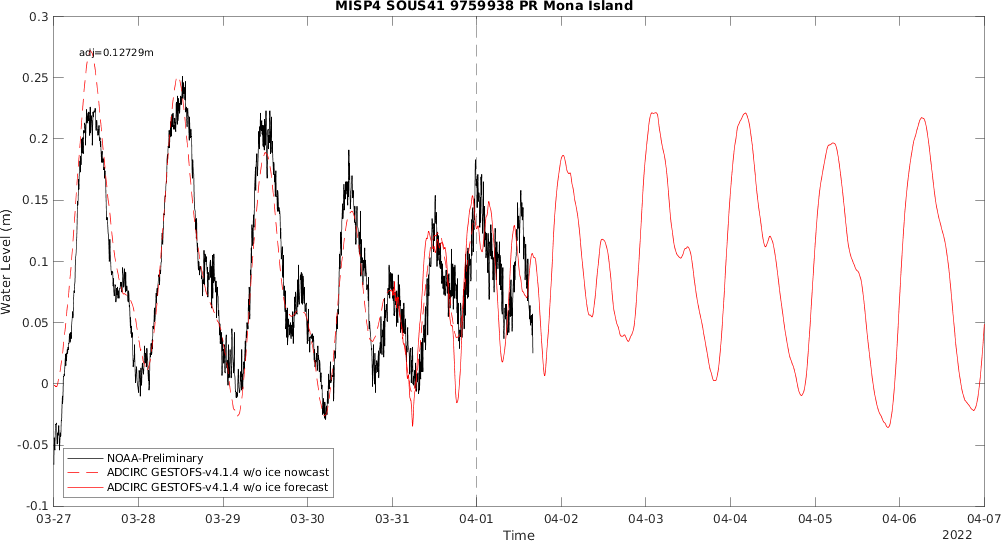 MISP4 SOUS41 9759938 PR Mona Island
adj=0.12729m
0.3
0.25
0.2
0.15
0.1
0.05
0
-0.05
-0.1
Water Level (m)
NOAA-Preliminary
ADCIRC GESTOFS-v4.1.4 w/o ice nowcast
ADCIRC GESTOFS-v4.1.4 w/o ice forecast
03-27 03-28 03-29 03-30 03-31 04-01 04-02 04-03 04-04 04-05 04-06 04-07
Time
2022